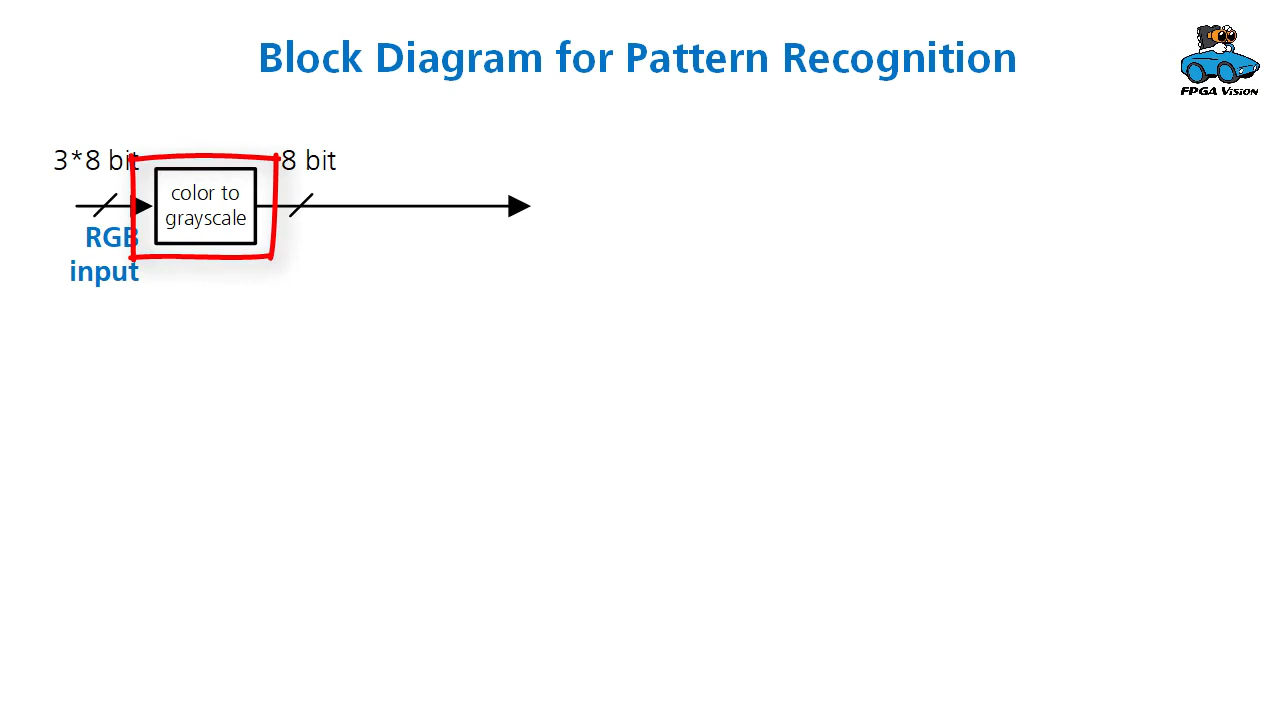 Block Diagram for Pattern Recognition
FPGA Vision
3*8 bit
8 bit
color to
grayscale
RGB
input